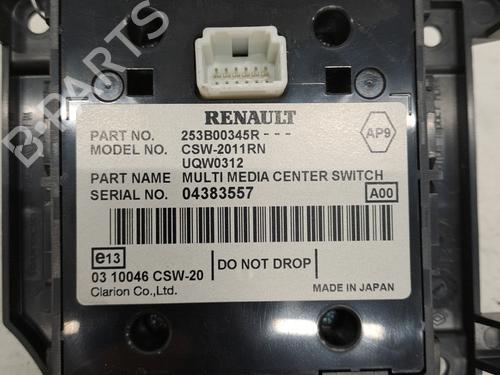 B-PARTS
RENAULT
PART NO. 253B00345R - - -
MODEL NO. CSW-2011RN
UQW0312
AP9
PART NAME MULTI MEDIA CENTER SWITCH
SERIAL NO. 04383557
A00
e13
03 10046 CSW-20
DO NOT DROP
Clarion Co.,Ltd.
MADE IN JAPAN